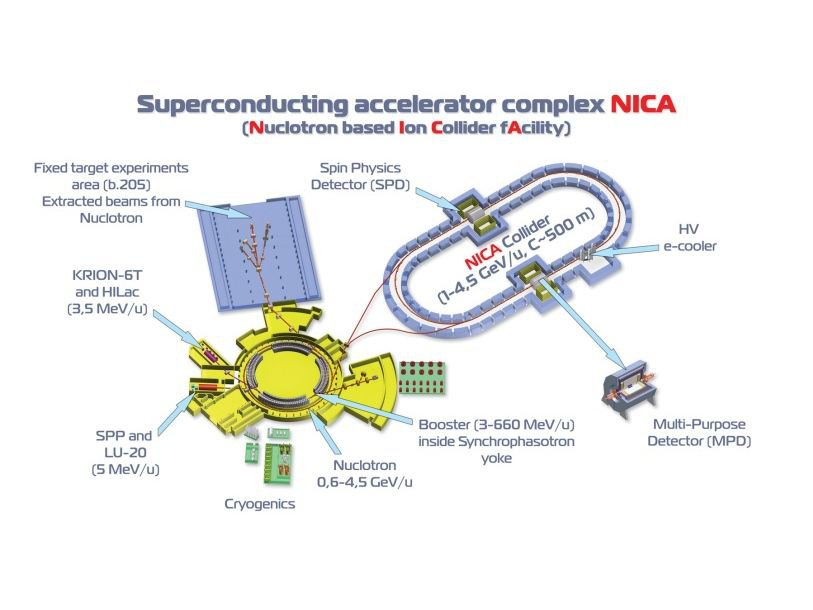 Superconducting accelerator complex NICA
(Nuclotron based Ion Collider fAcility)
Fixed target experiments
area (b.205)
Extracted beams from
Nuclotron
Spin Physics
Detector (SPD)
NICA Collider
(1-4,5 GeV/u, C~500 m)
HV
e-cooler
KRION-6T
and HILac
(3,5 MeV/u)
SPP and
LU-20
(5 MeV/u)
Cryogenics
Nuclotron
0,6-4,5 GeV/u
Booster (3-660 MeV/u)
inside Synchrophasotron
yoke
Multi-Purpose
Detector (MPD)